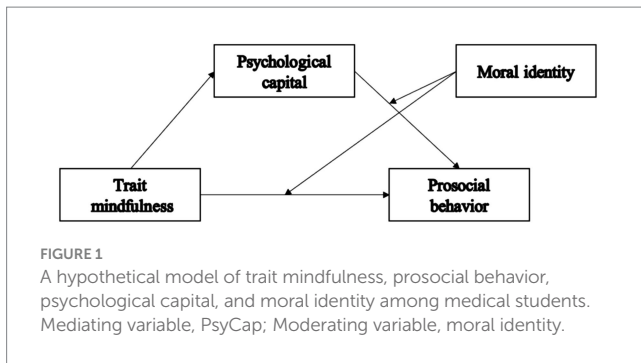 Psychological
capital
Moral identity
Trait
mindfulness
Prosocial
behavior
FIGURE 1
A hypothetical model of trait mindfulness, prosocial behavior,
psychological capital, and moral identity among medical students.
Mediating variable, PsyCap; Moderating variable, moral identity.